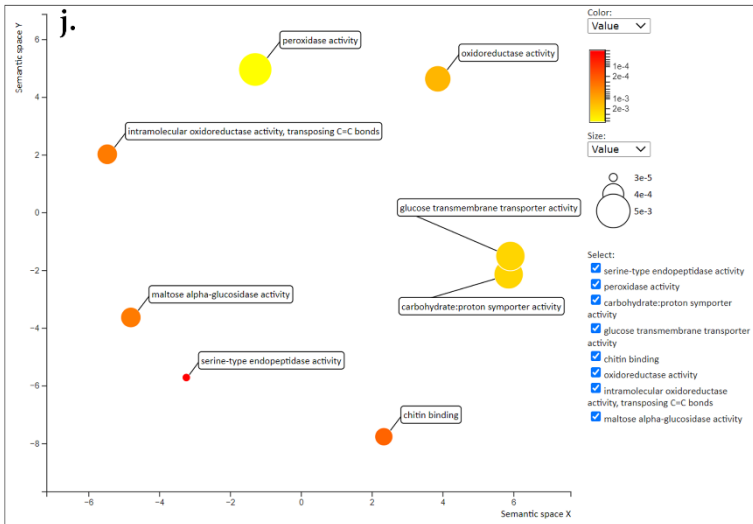 j.
Semantic space Y
6
4
2
0
−2
−4
−6
−8
−6
−4
−2
0
2
4
6
Semantic space X
peroxidase activity
oxidoreductase activity
intramolecular oxidoreductase activity, transposing C=C bonds
glucose transmembrane transporter activity
carbohydrate:proton symporter activity
maltose alpha-glucosidase activity
serine-type endopeptidase activity
chitin binding
Color:
Value
1e-4
2e-4
1e-3
2e-3
Size:
Value
3e-5
4e-4
5e-3
Select:
serine-type endopeptidase activity
peroxidase activity
carbohydrate:proton symporter
activity
glucose transmembrane transporter
activity
chitin binding
oxidoreductase activity
intramolecular oxidoreductase
activity, transposing C=C bonds
maltose alpha-glucosidase activity